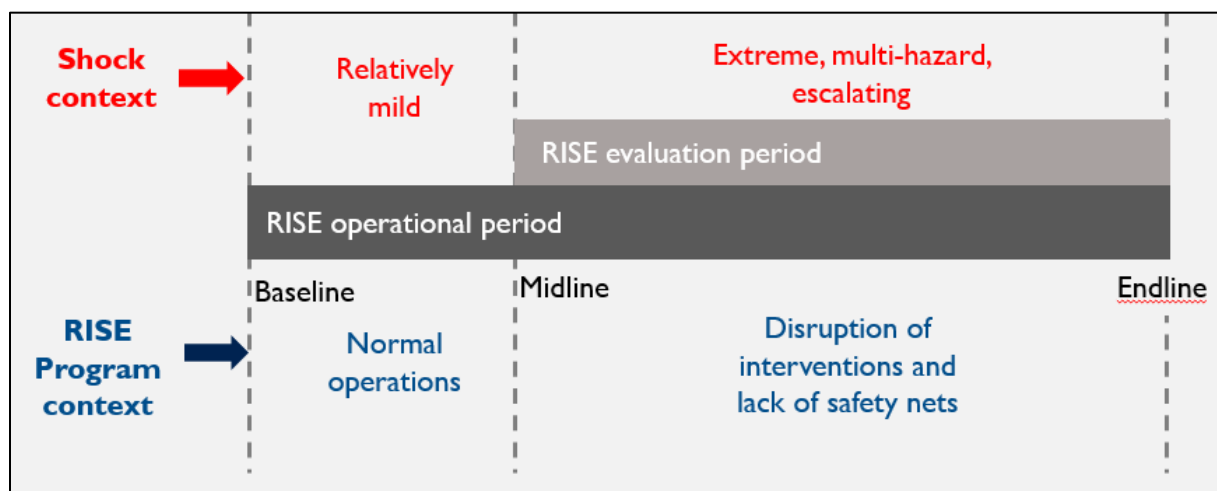 Shock
context
Relatively
mild
Extreme, multi-hazard,
escalating
RISE evaluation period
RISE operational period
Baseline
Midline
Endline
RISE
Program
context
Normal
operations
Disruption of
interventions and
lack of safety nets